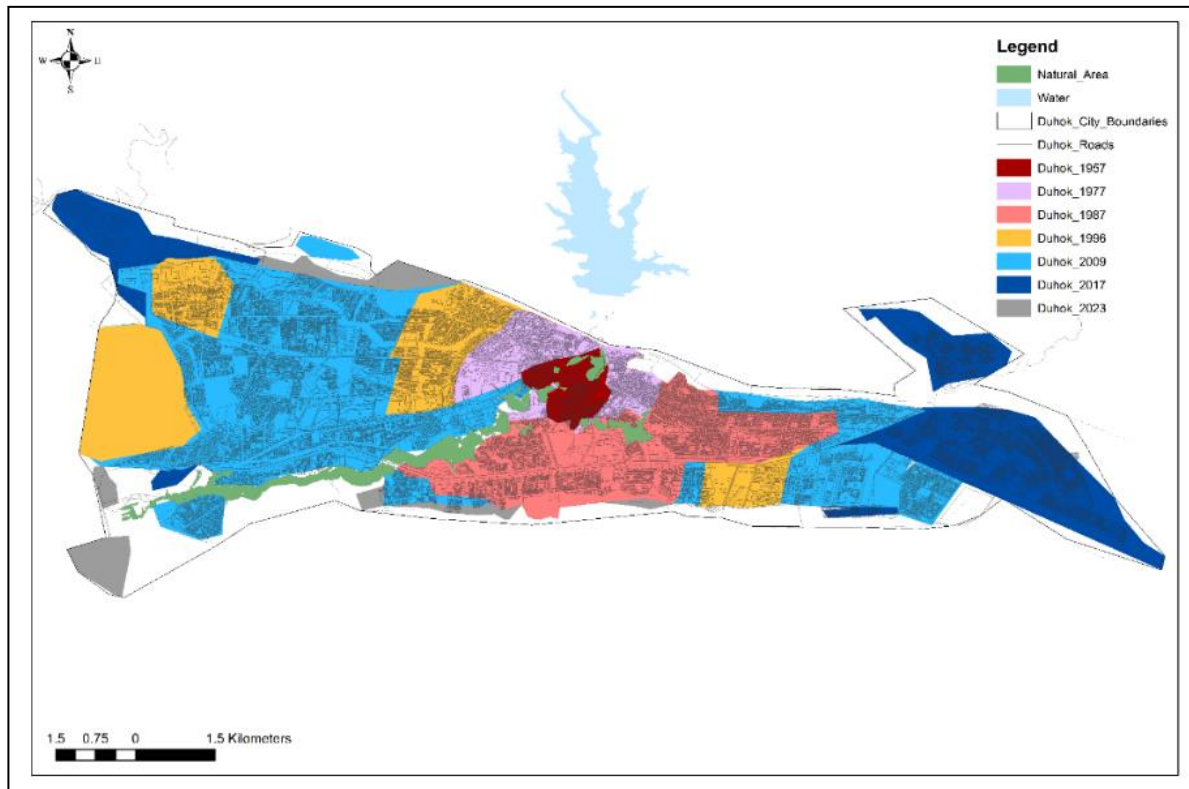 N
W
S
Legend
Natural_Area
Water
Duhok_City_Boundaries
Duhok_Roads
Duhok_1957
Duhok_1977
Duhok_1987
Duhok_1996
Duhok_2009
Duhok_2017
Duhok_2023
1.5 0.75 0 1.5 Kilometers